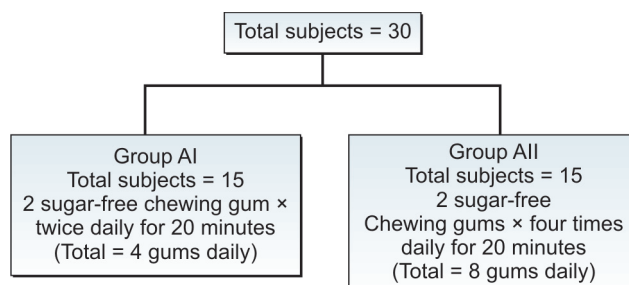 Total subjects = 30
Group AI
Total subjects = 15
2 sugar-free chewing gum ×
twice daily for 20 minutes
(Total = 4 gums daily)
Group AII
Total subjects = 15
2 sugar-free
Chewing gums × four times
daily for 20 minutes
(Total = 8 gums daily)